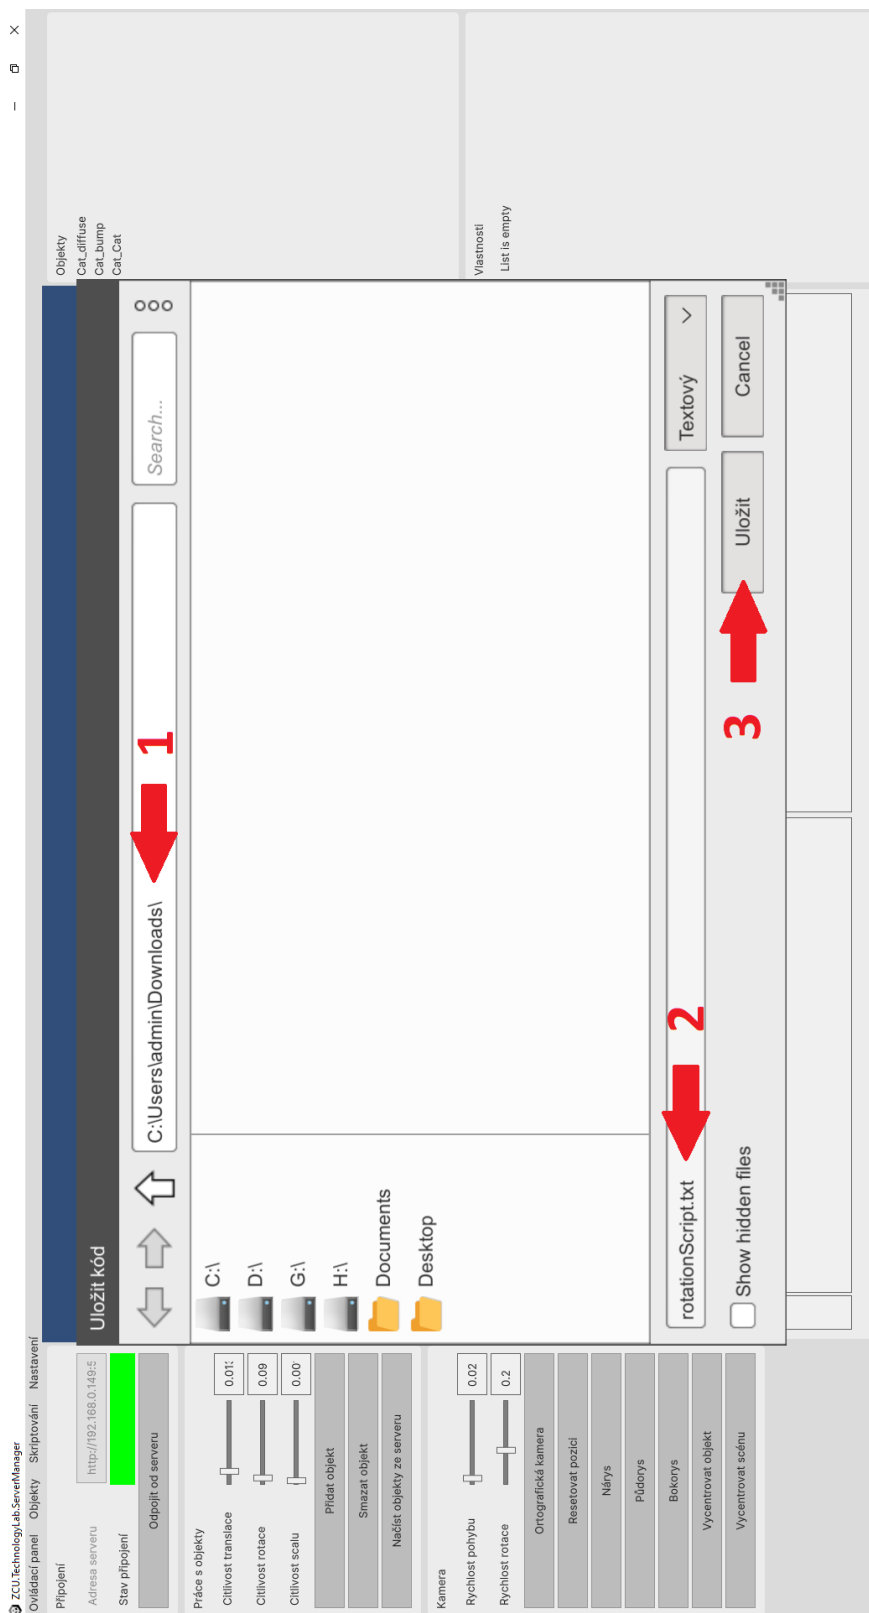 ZCU.TechnologyLab.ServerManager
Ovládací panel Objekty Skriptování Nastavení
Připojení
Adresa serveru http://192.168.0.149:5
Stav připojení
Odpojit od serveru
Práce s objekty
Citlivost translace 0.01:
Citlivost rotace 0.09
Citlivost scalu 0.00
Přidat objekt
Smazat objekt
Načíst objekty ze serveru
Kamera
Rychlost pohybu 0.02
Rychlost rotace 0.2
Ortografická kamera
Resetovat pozici
Nárys
Půdorys
Bokorys
Vycentrovat objekt
Vycentrovat scénu
Uložit kód
C:\Users\admin\Downloads\ 1 Search...
C:\
D:\
G:\
H:\
Documents
Desktop
rotationScript.txt 2 Textový
Show hidden files 3 Uložit Cancel
Objekty
Cat_diffuse
Cat_bump
Cat_Cat
Vlastnosti
List is empty